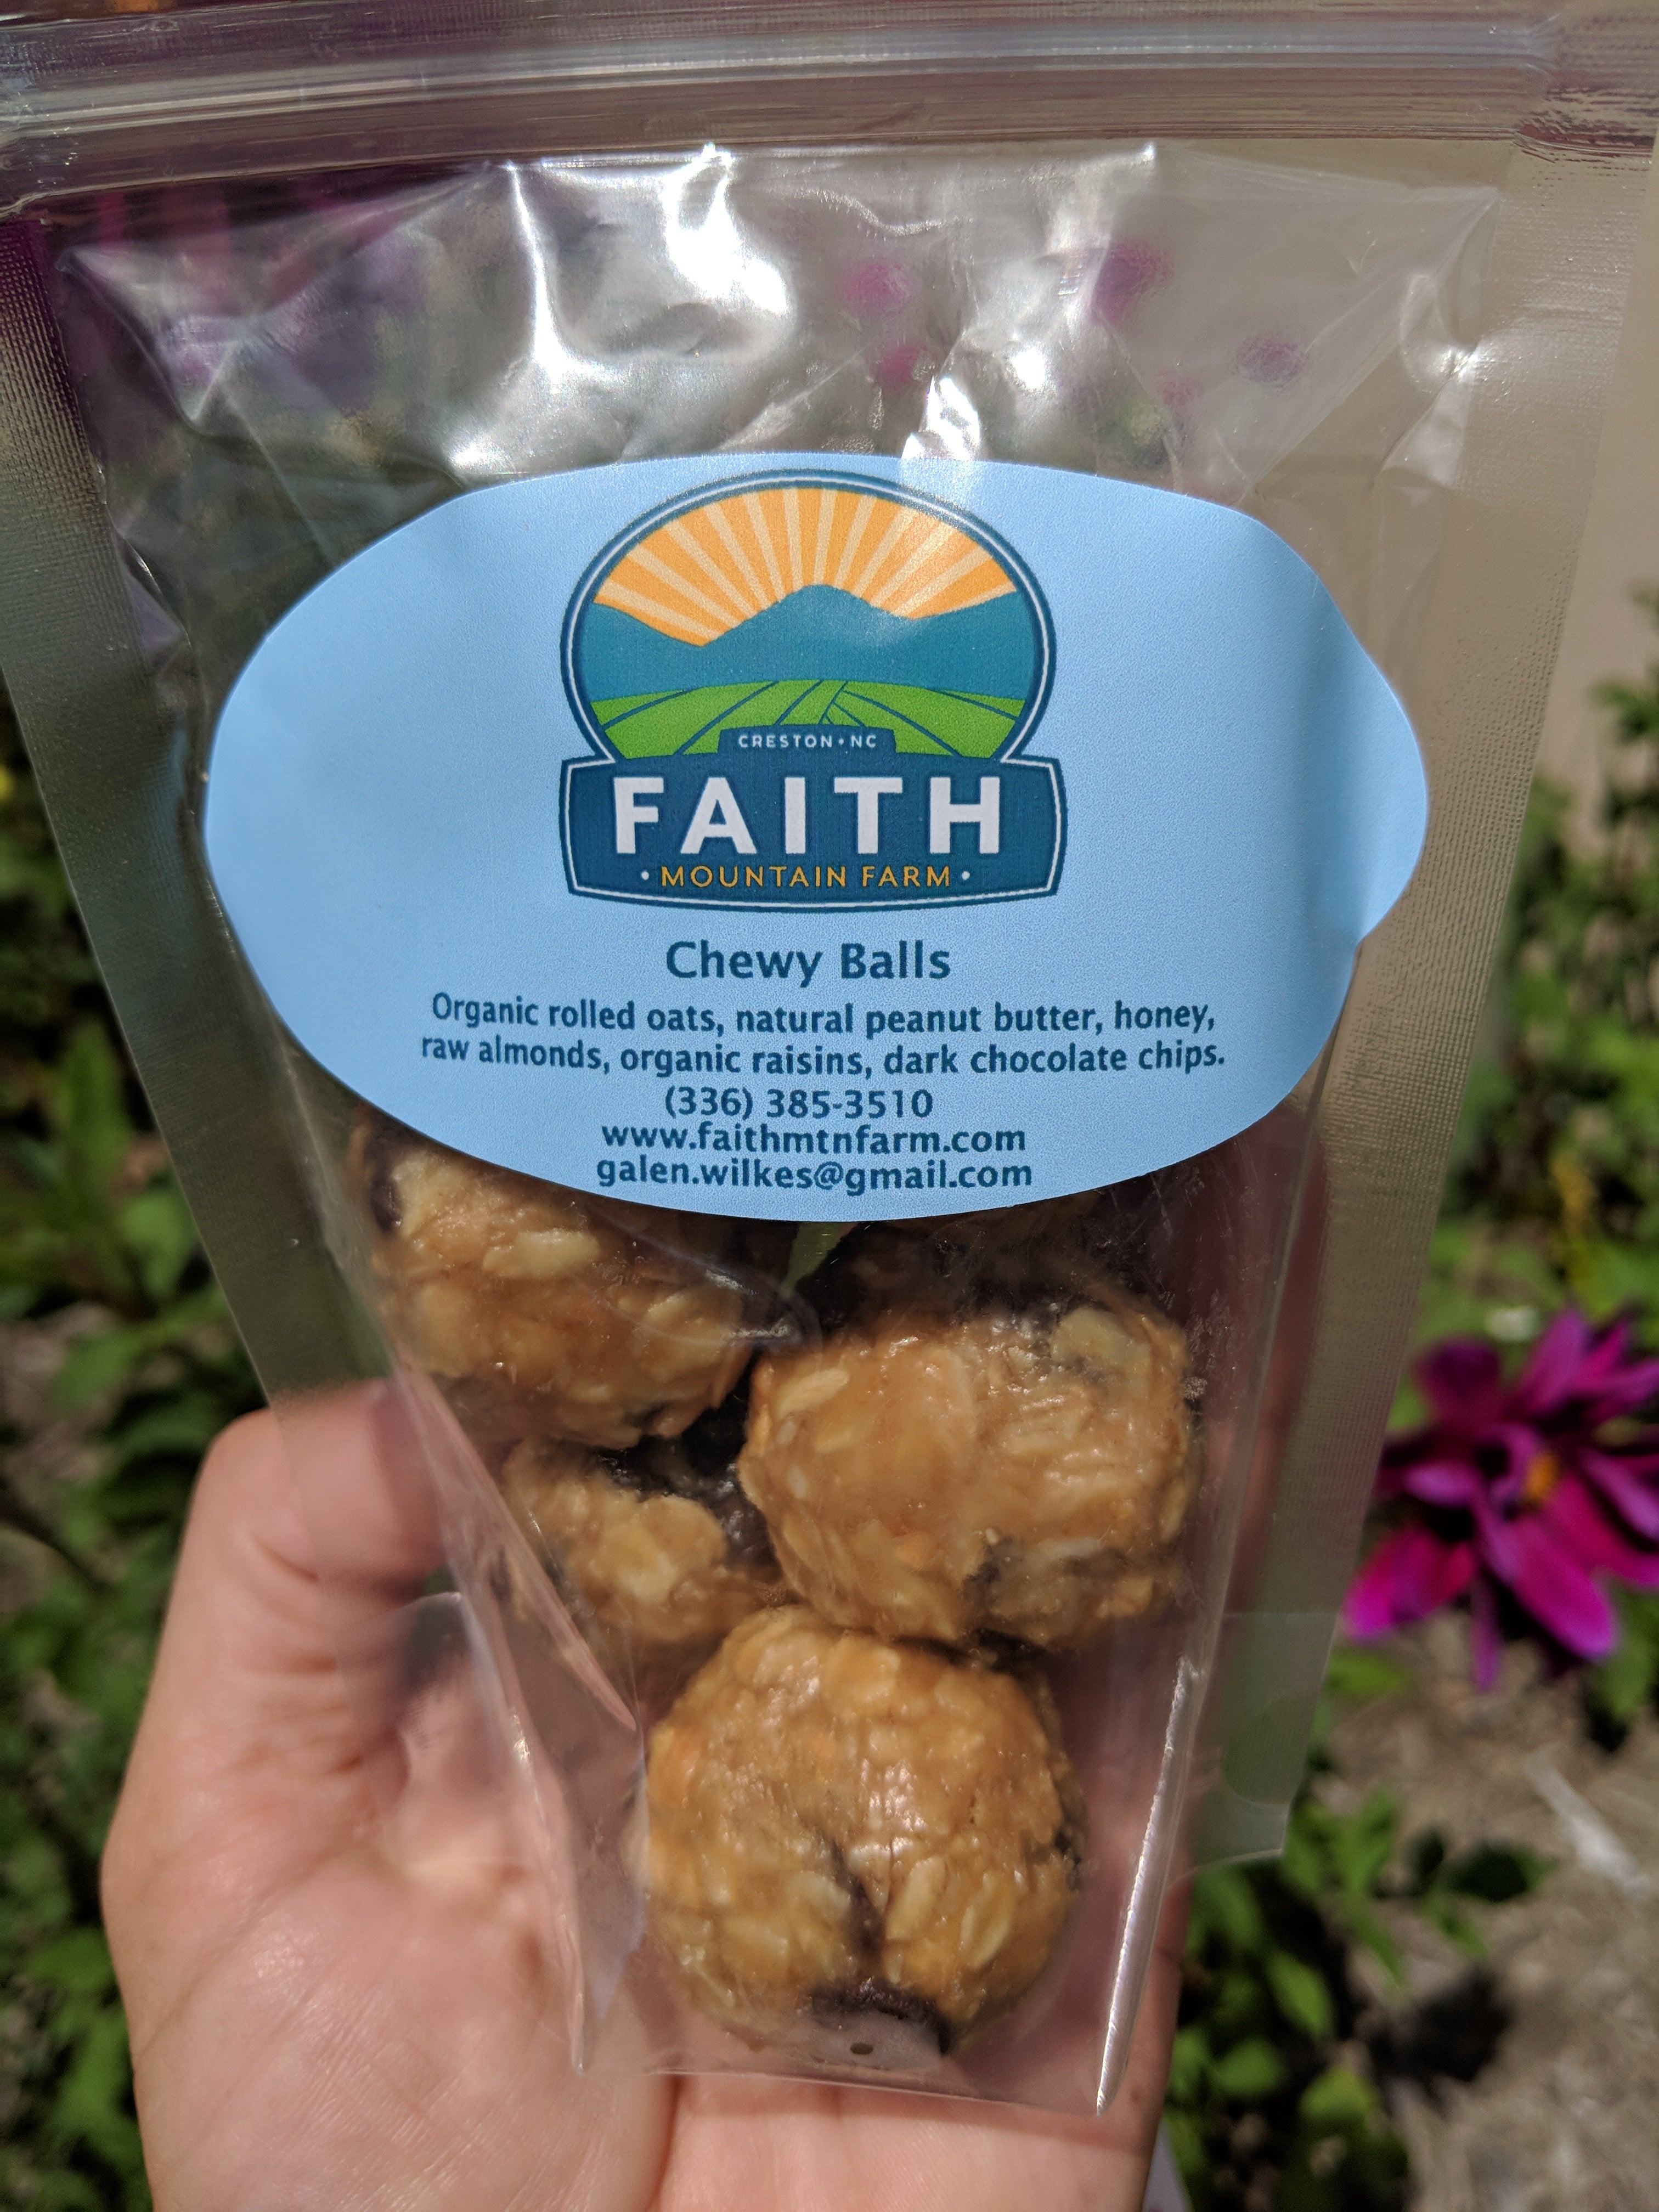 CRESTON • NC
FAITH
• MOUNTAIN FARM •
Chewy Balls
Organic rolled oats, natural peanut butter, honey,
raw almonds, organic raisins, dark chocolate chips.
(336) 385-3510
www.faithmtnfarm.com
galen.wilkes@gmail.com